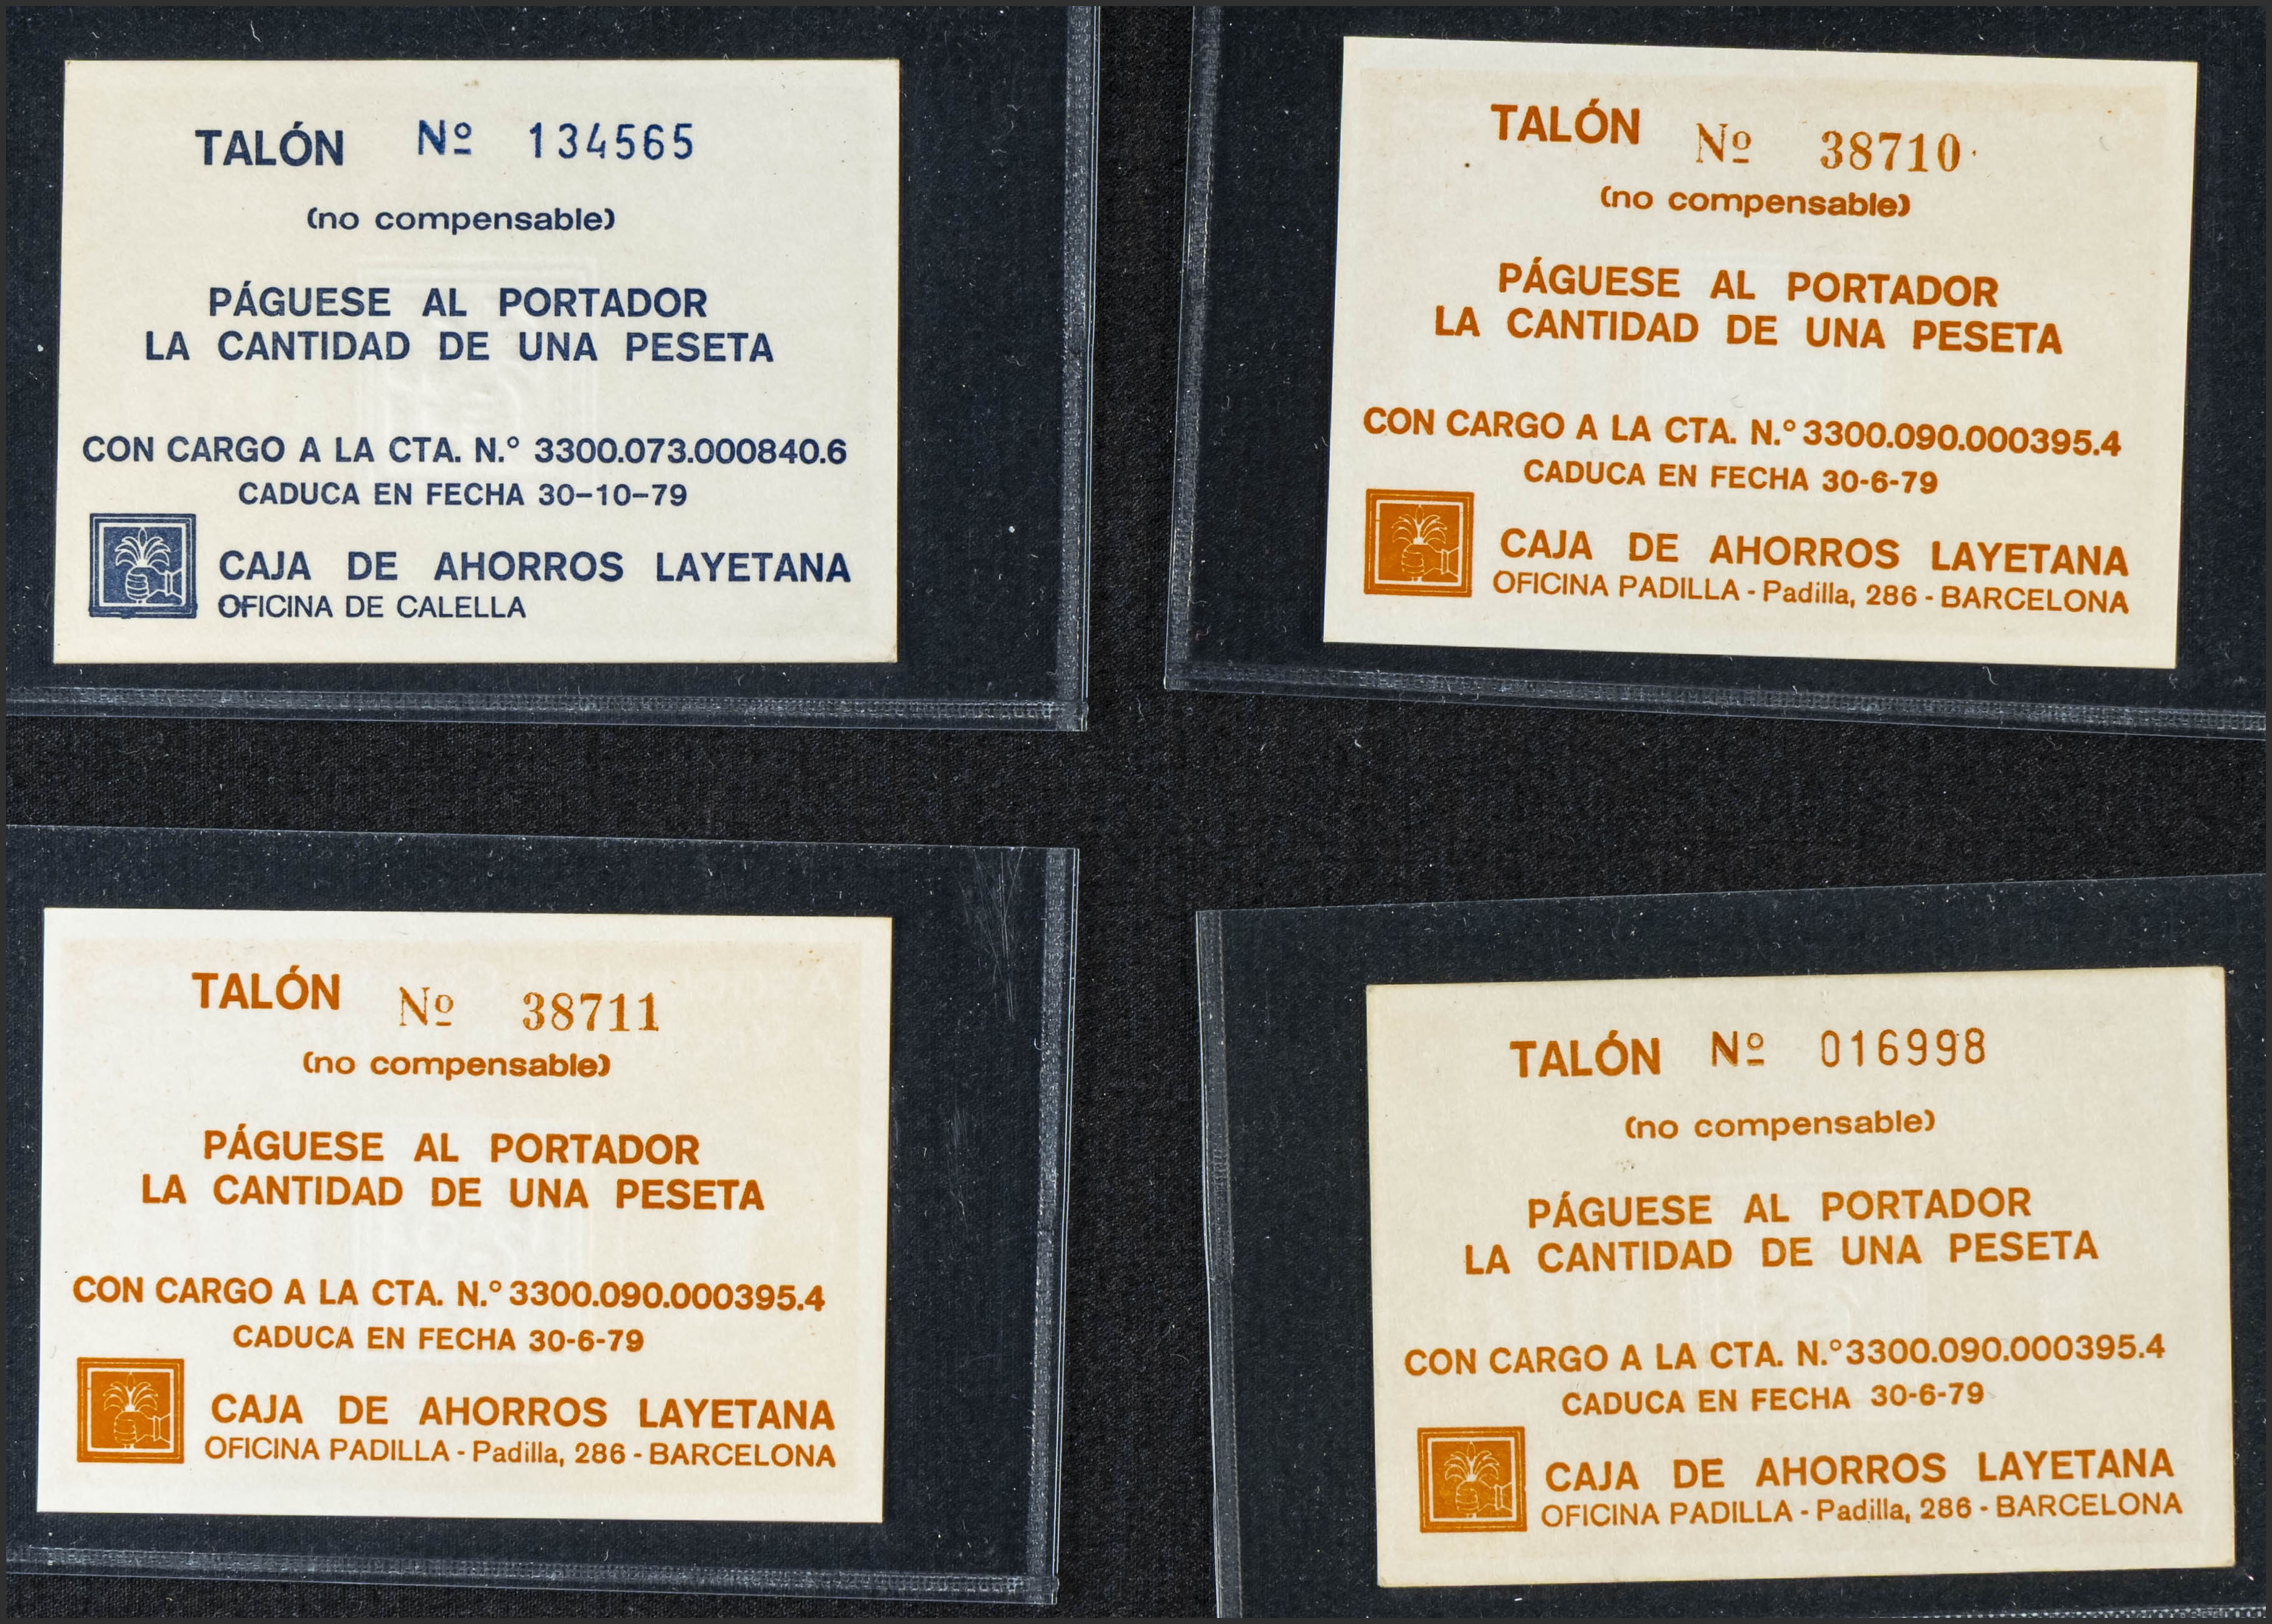 TALÓN Nº 134565
(no compensable)
PÁGUESE AL PORTADOR
LA CANTIDAD DE UNA PESETA
CON CARGO A LA CTA. N.º 3300.073.000840.6
CADUCA EN FECHA 30-10-79
CAJA DE AHORROS LAYETANA
OFICINA DE CALELLA
TALÓN Nº 38710
(no compensable)
PÁGUESE AL PORTADOR
LA CANTIDAD DE UNA PESETA
CON CARGO A LA CTA. N.º 3300.090.000395.4
CADUCA EN FECHA 30-6-79
CAJA DE AHORROS LAYETANA
OFICINA PADILLA - Padilla, 286 - BARCELONA
TALÓN Nº 38711
(no compensable)
PÁGUESE AL PORTADOR
LA CANTIDAD DE UNA PESETA
CON CARGO A LA CTA. N.º 3300.090.000395.4
CADUCA EN FECHA 30-6-79
CAJA DE AHORROS LAYETANA
OFICINA PADILLA - Padilla, 286 - BARCELONA
TALÓN Nº 016998
(no compensable)
PÁGUESE AL PORTADOR
LA CANTIDAD DE UNA PESETA
CON CARGO A LA CTA. N.º 3300.090.000395.4
CADUCA EN FECHA 30-6-79
CAJA DE AHORROS LAYETANA
OFICINA PADILLA - Padilla, 286 - BARCELONA